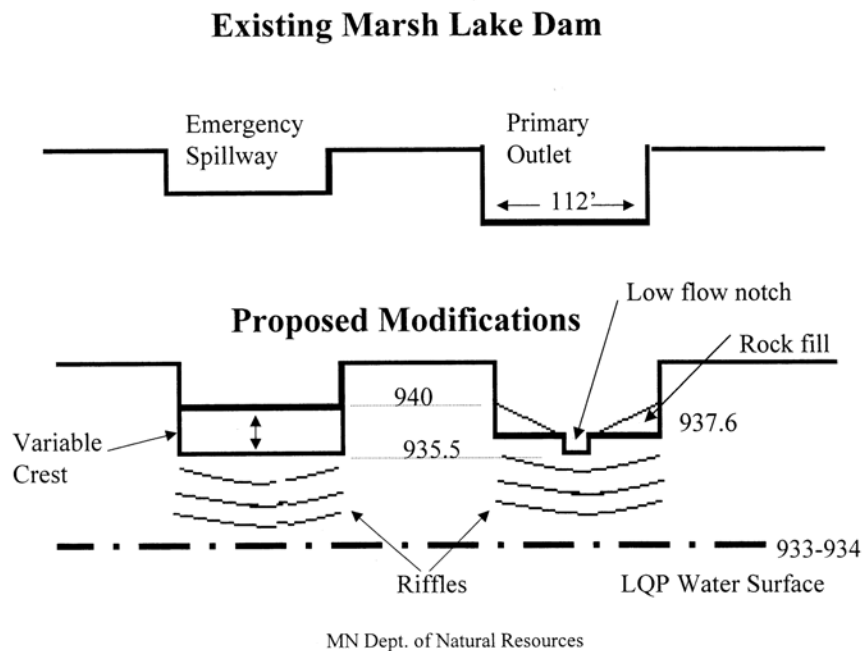 Existing Marsh Lake Dam
Emergency
Spillway
Primary
Outlet
112’
Low flow notch
Proposed Modifications
Rock fill
940
937.6
Variable
Crest
935.5
933-934
Riffles
LQP Water Surface
MN Dept. of Natural Resources